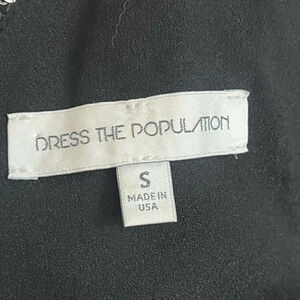 DRESS THE POPULATION
S
MADE IN
USA